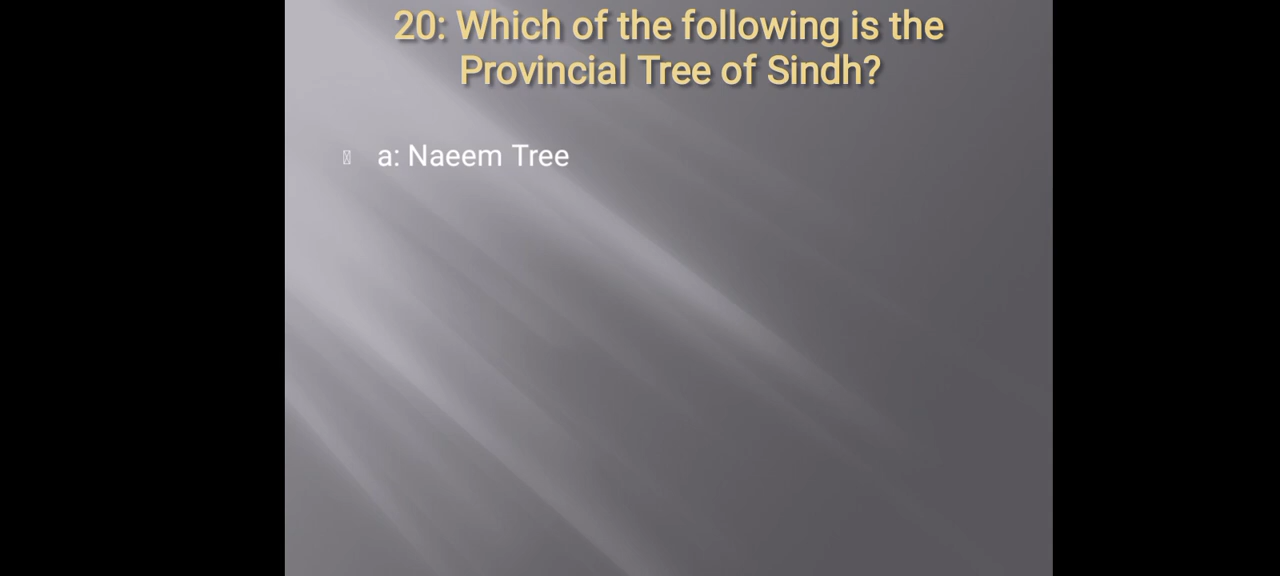 20: Which of the following is the
Provincial Tree of Sindh?
a: Naeem Tree